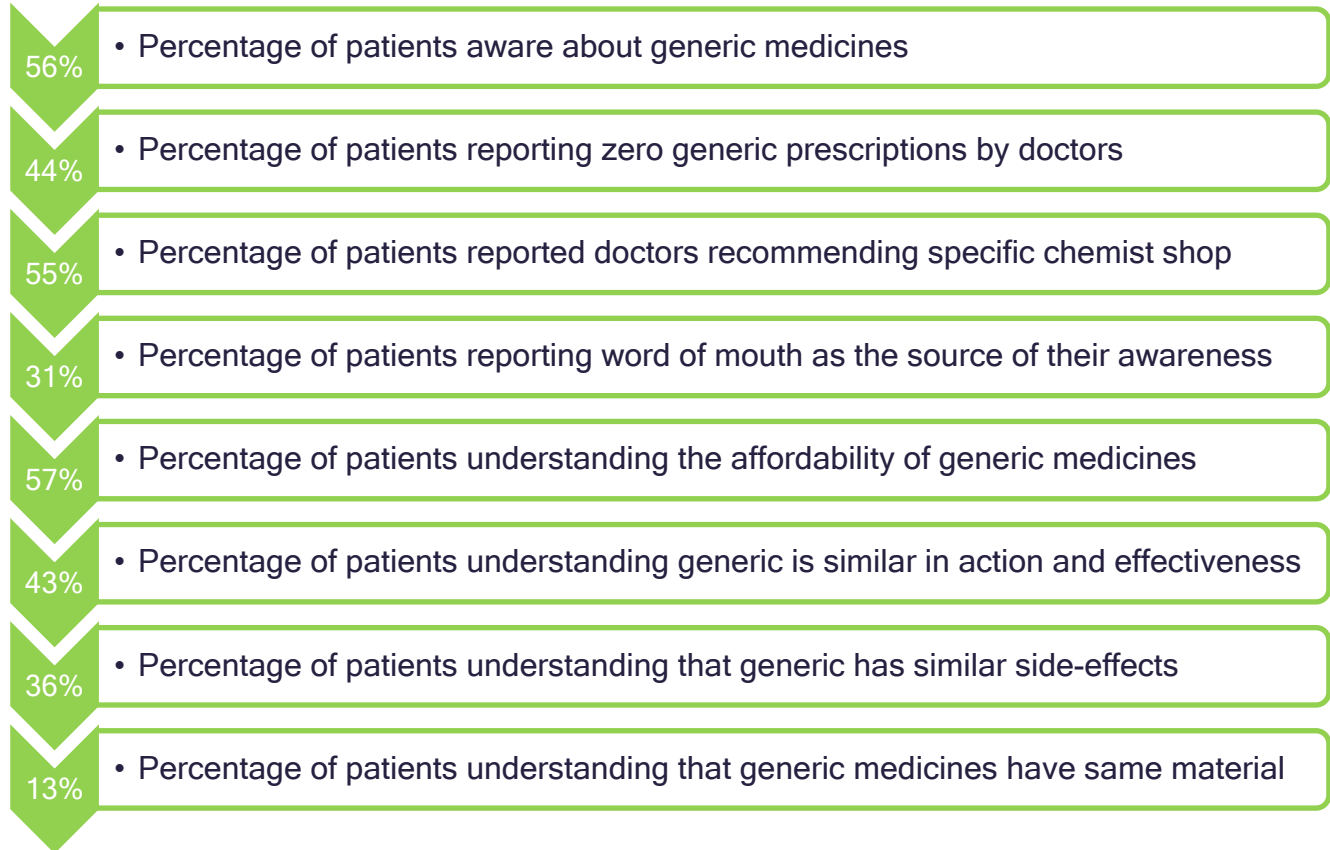 56%
• Percentage of patients aware about generic medicines
44%
• Percentage of patients reporting zero generic prescriptions by doctors
55%
• Percentage of patients reported doctors recommending specific chemist shop
31%
• Percentage of patients reporting word of mouth as the source of their awareness
57%
• Percentage of patients understanding the affordability of generic medicines
43%
• Percentage of patients understanding generic is similar in action and effectiveness
36%
• Percentage of patients understanding that generic has similar side-effects
13%
• Percentage of patients understanding that generic medicines have same material